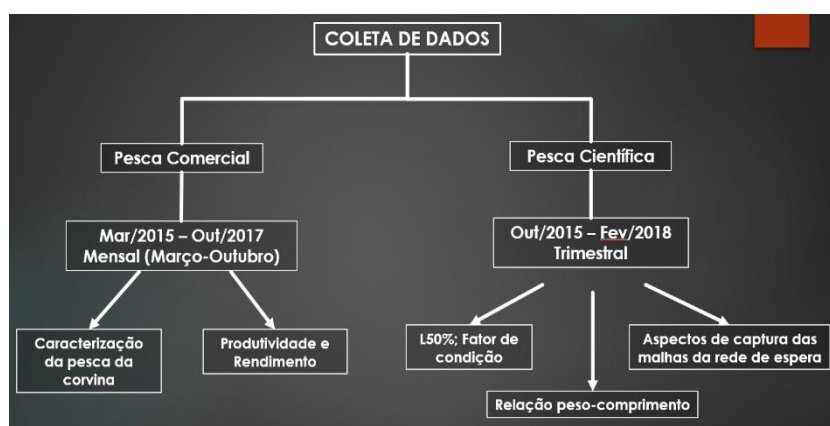 COLETA DE DADOS
Pesca Comercial
Pesca Científica
Mar/2015 – Out/2017
Mensal (Março-Outubro)
Out/2015 – Fev/2018
Trimestral
Caracterização
da pesca da
corvina
Produtividade e
Rendimento
L50%; Fator de
condição
Aspectos de captura das
malhas da rede de espera
Relação peso-comprimento